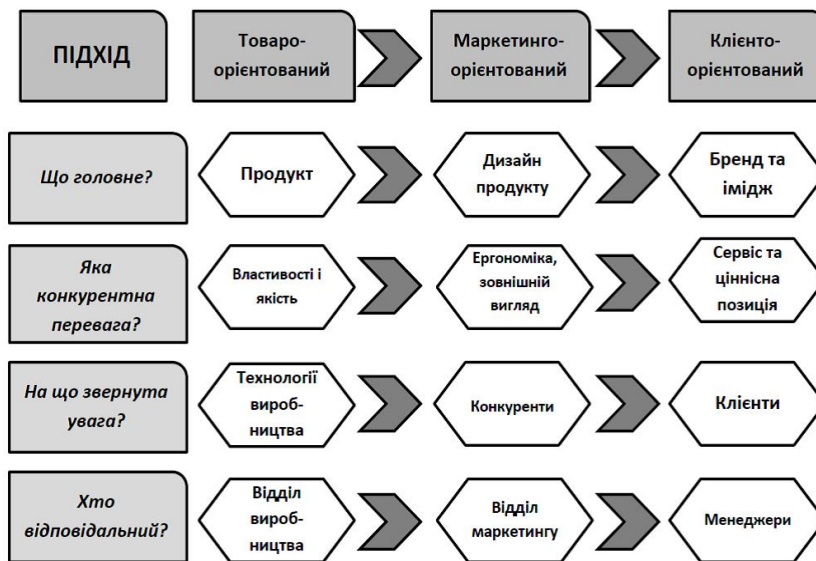 ПІДХІД
Товаро-
орієнтований
Маркетинго-
орієнтований
Клієнто-
орієнтований
Що головне?
Продукт
Дизайн
продукту
Бренд та
імідж
Яка
конкурентна
перевага?
Властивості і
якість
Ергономіка,
зовнішній
вигляд
Сервіс та
ціннісна
позиція
На що звернута
увага?
Технології
вироб-
ництва
Конкуренти
Клієнти
Хто
відповідальний?
Відділ
вироб-
ництва
Відділ
маркетингу
Менеджери